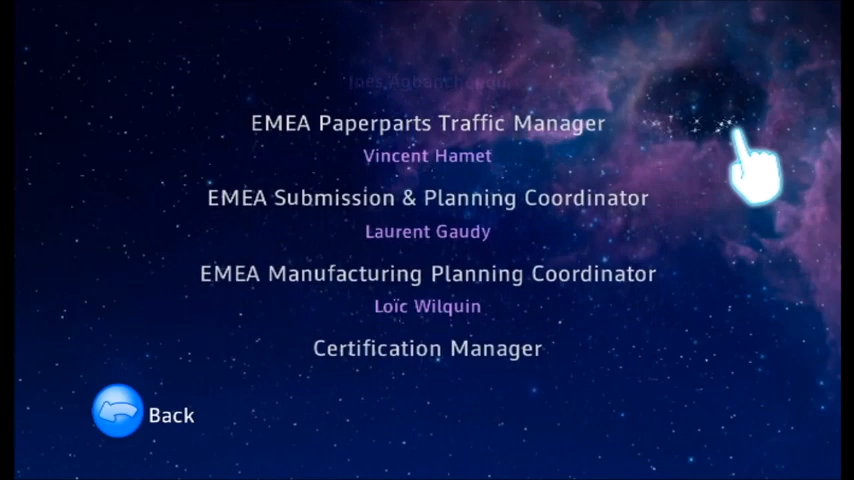 EMEA Paperparts Traffic Manager
Vincent Hamet
EMEA Submission & Planning Coordinator
Laurent Gaudy
EMEA Manufacturing Planning Coordinator
Loïc Wilquin
Certification Manager
Back